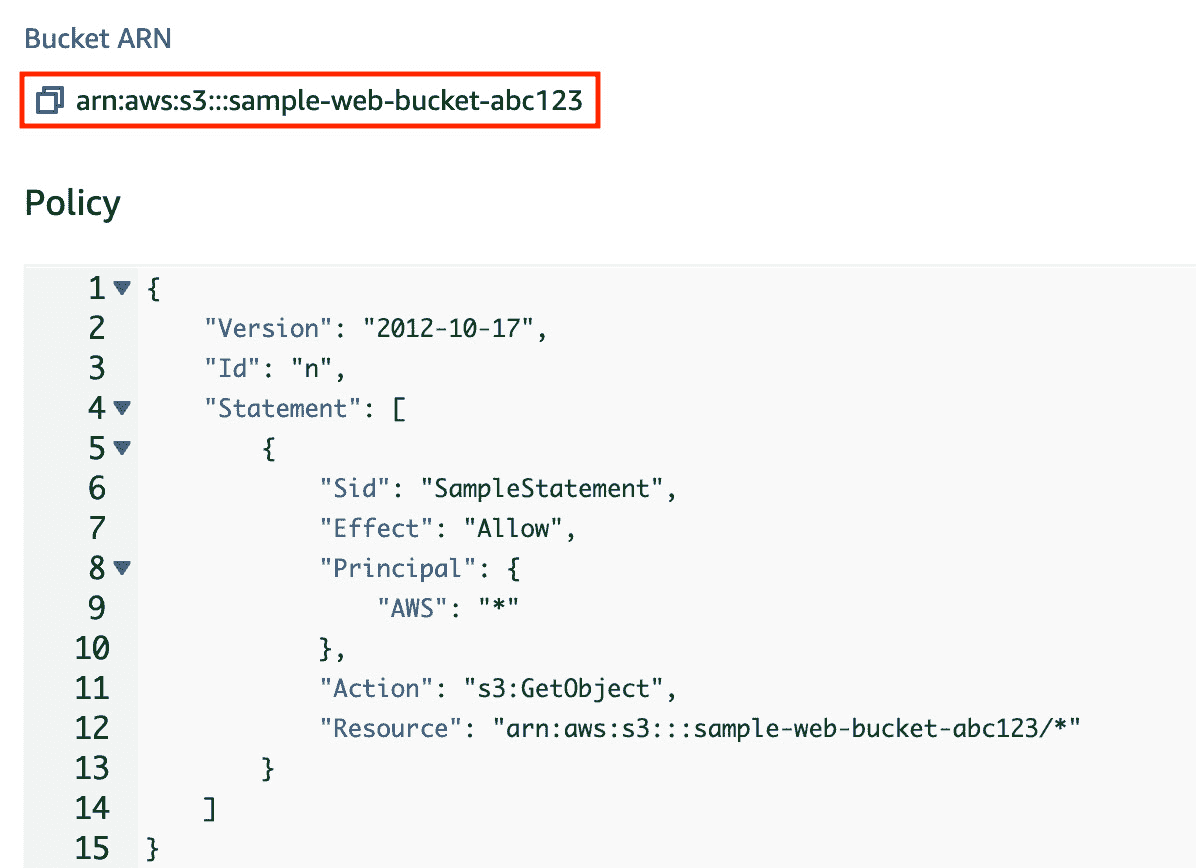 Bucket ARN
arn:aws:s3:::sample-web-bucket-abc123
Policy
1 {
2     "Version": "2012-10-17",
3     "Id": "n",
4     "Statement": [
5         {
6             "Sid": "SampleStatement",
7             "Effect": "Allow",
8             "Principal": {
9                 "AWS": "*"
10             },
11             "Action": "s3:GetObject",
12             "Resource": "arn:aws:s3:::sample-web-bucket-abc123/*"
13         }
14     ]
15 }